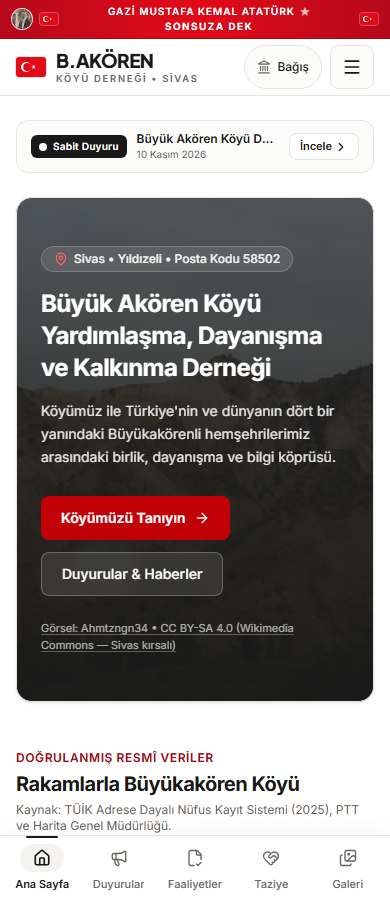 GAZİ MUSTAFA KEMAL ATATÜRK ★
SONSUZA DEK
B.AKÖREN
KÖYÜ DERNEĞİ • SİVAS
Bağış
Sabit Duyuru
Büyük Akören Köyü D...
10 Kasım 2026
İncele
Sivas • Yıldızeli • Posta Kodu 58502
Büyük Akören Köyü
Yardımlaşma, Dayanışma
ve Kalkınma Derneği
Köyümüz ile Türkiye'nin ve dünyanın dört bir
yanındaki Büyükakörenli hemşehrilerimiz
arasındaki birlik, dayanışma ve bilgi köprüsü.
Köyümüzü Tanıyın →
Duyurular & Haberler
Görsel: Ahmtzngn34 • CC BY-SA 4.0 (Wikimedia
Commons — Sivas kırsalı)
DOĞRULANMIŞ RESMÎ VERİLER
Rakamlarla Büyükakören Köyü
Kaynak: TÜİK Adrese Dayalı Nüfus Kayıt Sistemi (2025), PTT
ve Harita Genel Müdürlüğü.
Ana Sayfa
Duyurular
Faaliyetler
Taziye
Galeri